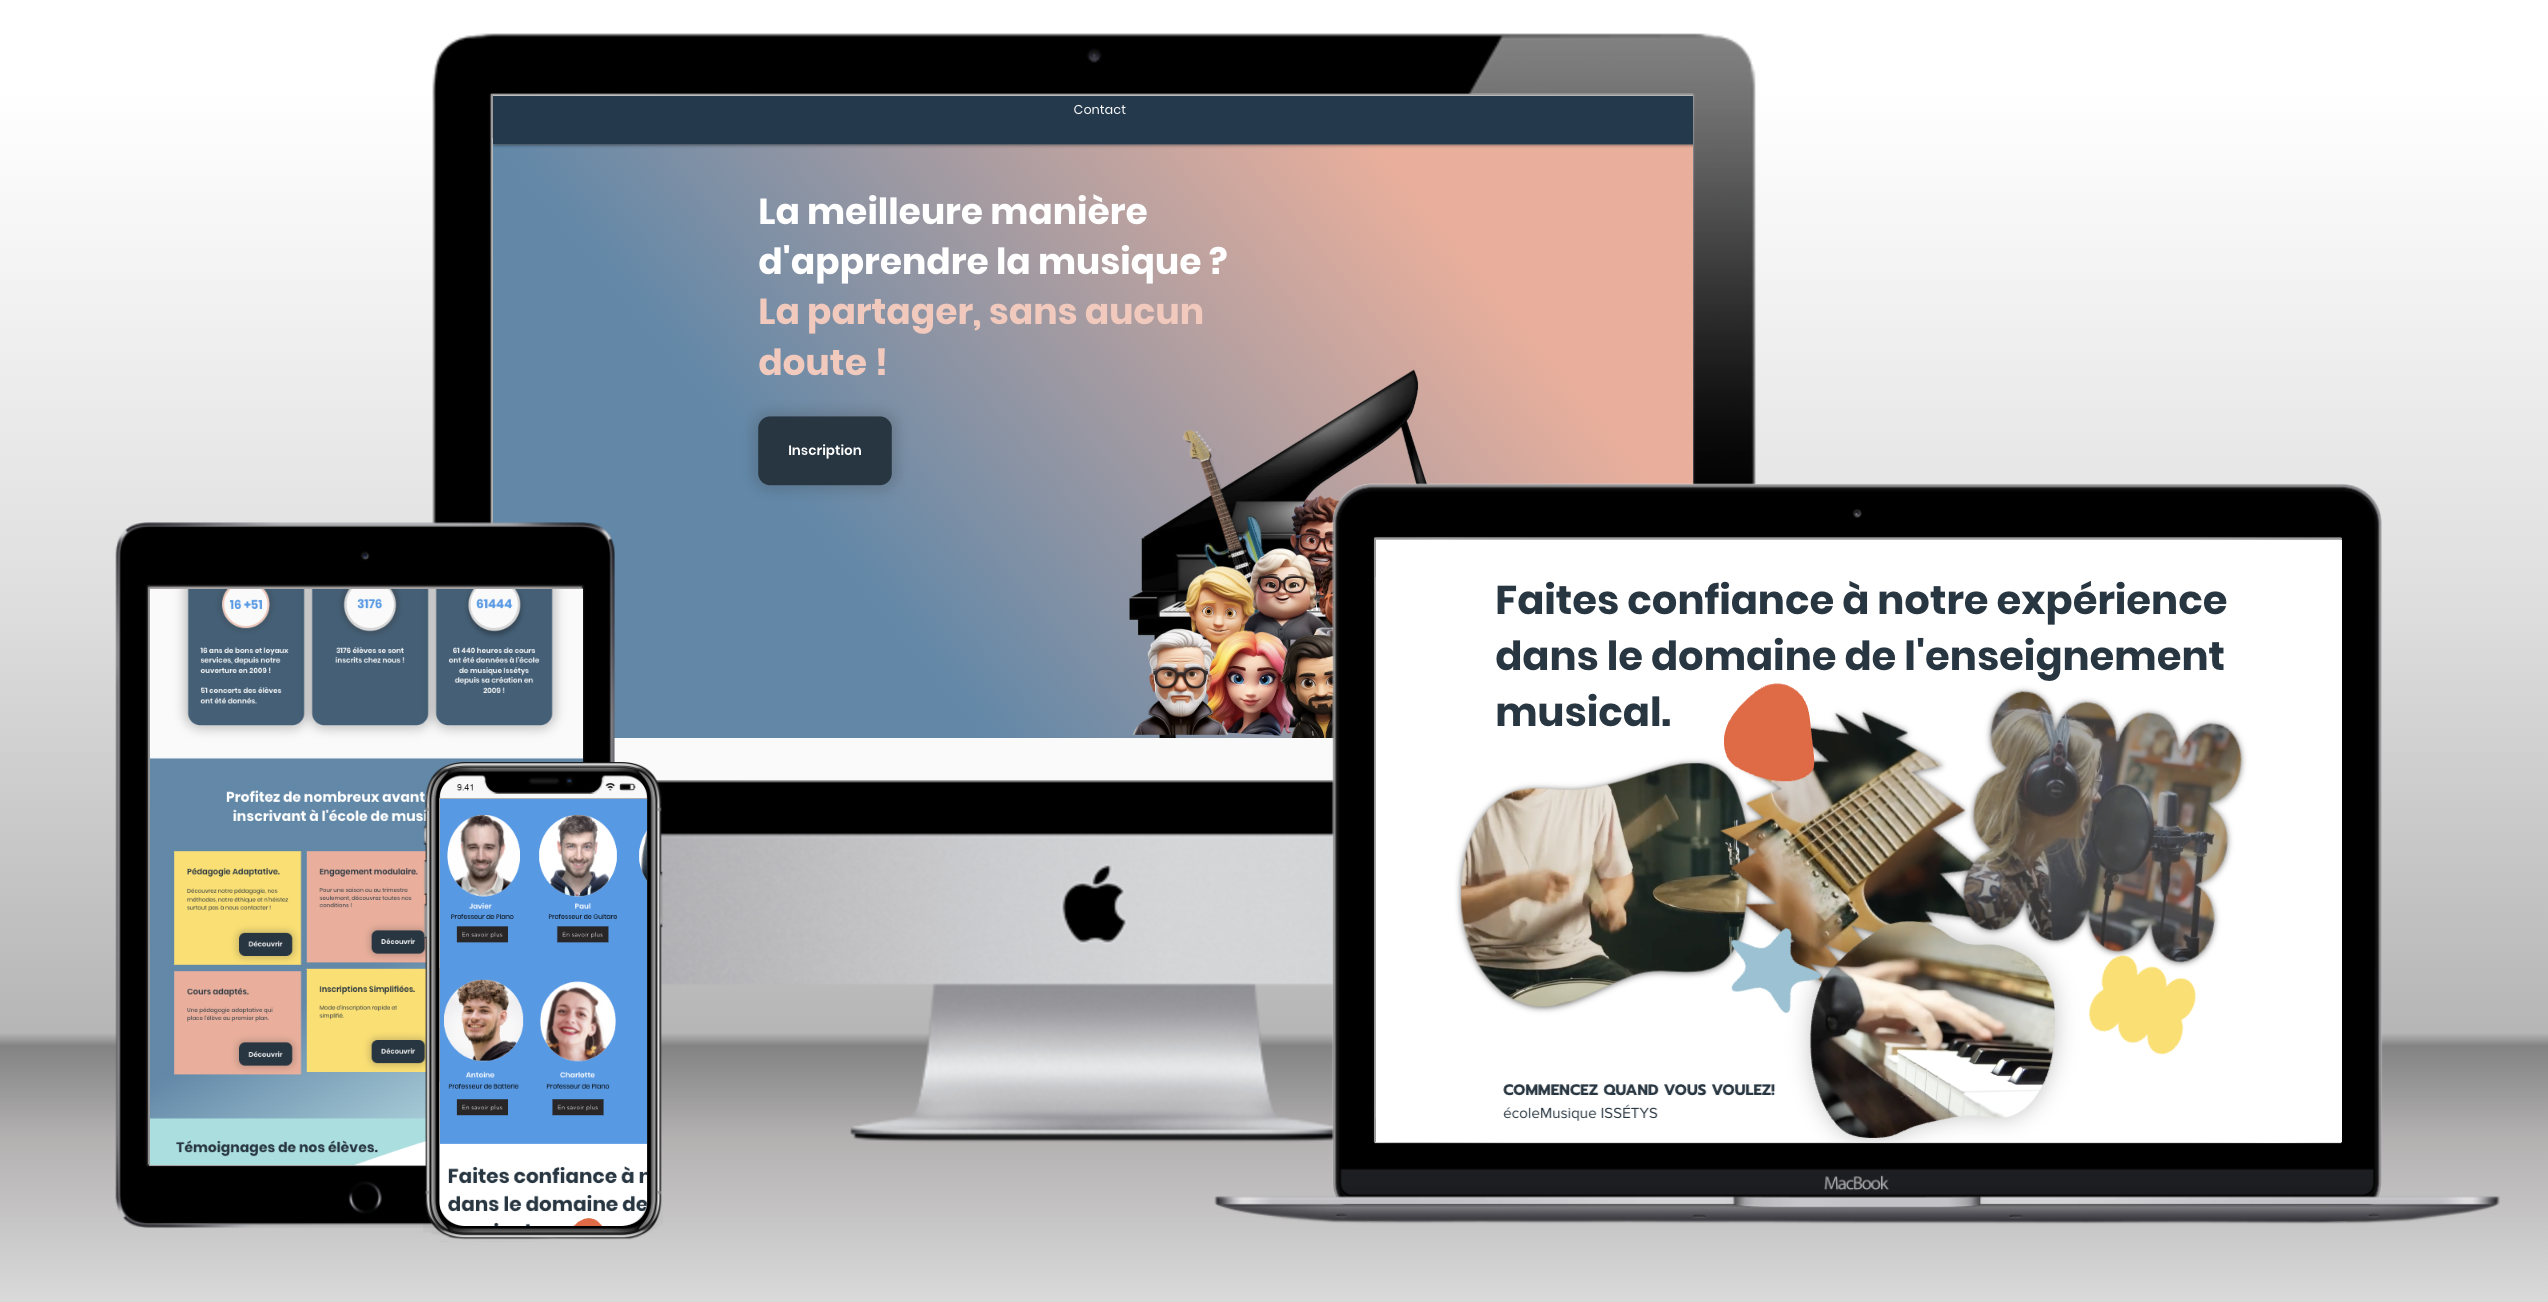 Contact
La meilleure manière
d'apprendre la musique ?
La partager, sans aucun
doute !
Inscription
16 +51
3176
61444
16 ans de bons et loyaux
services, depuis notre
ouverture en 2009 !
51 concerts des élèves
ont été donnés.
3176 élèves se sont
inscrits chez nous !
61 440 heures de cours
ont été données à l'école
de musique Issétys
depuis sa création en
2009 !
Profitez de nombreux avant
inscrivant à l'école de musi
Pédagogie Adaptative.
Découvrez notre pédagogie, nos
méthodes, notre éthique et n'hésitez
surtout pas à nous contacter !
Découvrir
Engagement modulaire.
Pour une saison ou au trimestre
seulement, découvrez toutes nos
conditions !
Découvrir
Cours adaptés.
Une pédagogie adaptative qui
place l'élève au premier plan.
Découvrir
Inscriptions Simplifiées.
Mode d'inscription rapide et
simplifié.
Découvrir
Témoignages de nos élèves.
9.41
Javier
Professeur de Piano
En savoir plus
Paul
Professeur de Guitare
En savoir plus
Antoine
Professeur de Batterie
En savoir plus
Charlotte
Professeur de Piano
En savoir plus
Faites confiance à
dans le domaine de
Faites confiance à notre expérience
dans le domaine de l'enseignement
musical.
COMMENCEZ QUAND VOUS VOULEZ!
écoleMusique ISSÉTYS
MacBook